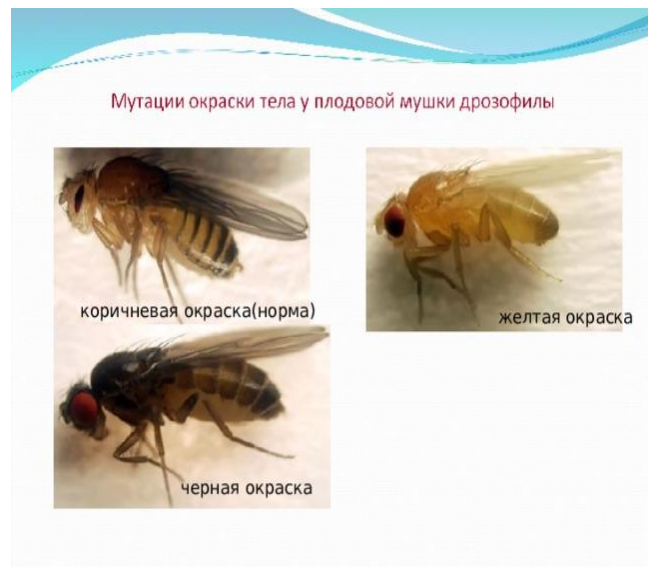 Мутации окраски тела у плодовой мушки дрозофилы
коричневая окраска(норма)
желтая окраска
черная окраска